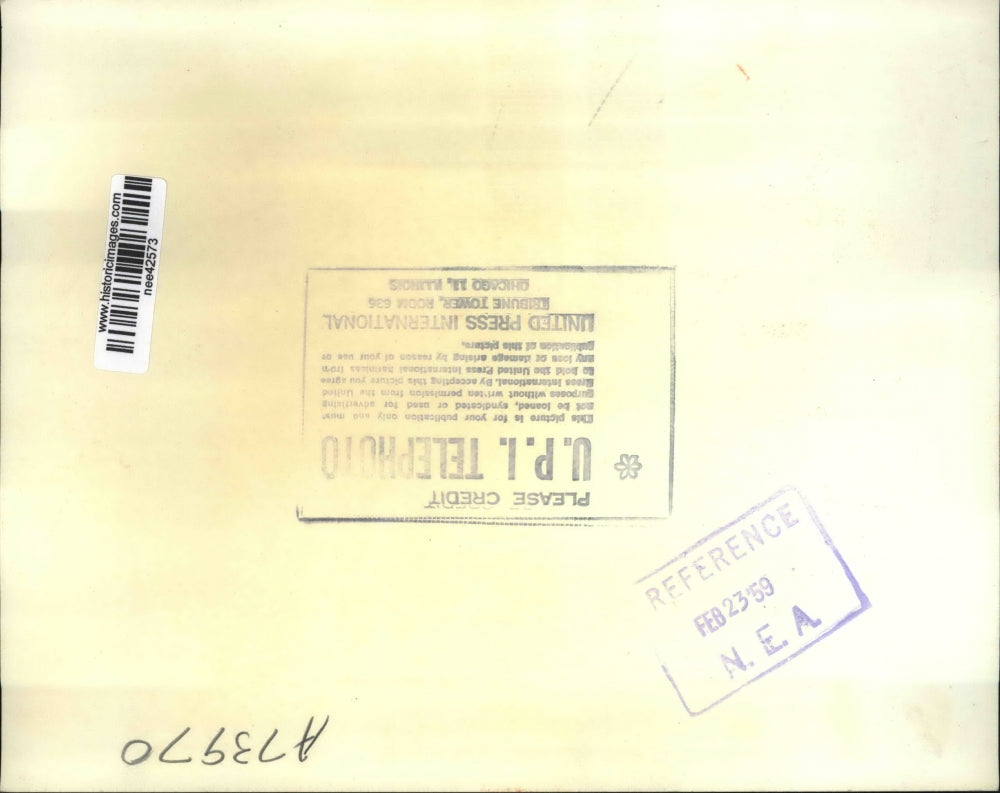 www.historicimages.com
nee42573
PLEASE CREDIT
U.P.I. TELEPHOTO
This picture is for your publication only and must
not be loaned, syndicated or used for advertising
purposes without written permission from the United
Press International. By accepting this picture you agree
to hold the United Press International harmless from
any loss or damage arising by reason of your use or
publication of this picture.
UNITED PRESS INTERNATIONAL
TRIBUNE TOWER, ROOM 636
CHICAGO 11, ILLINOIS
REFERENCE
FEB 23 '59
N. E. A.
A73970